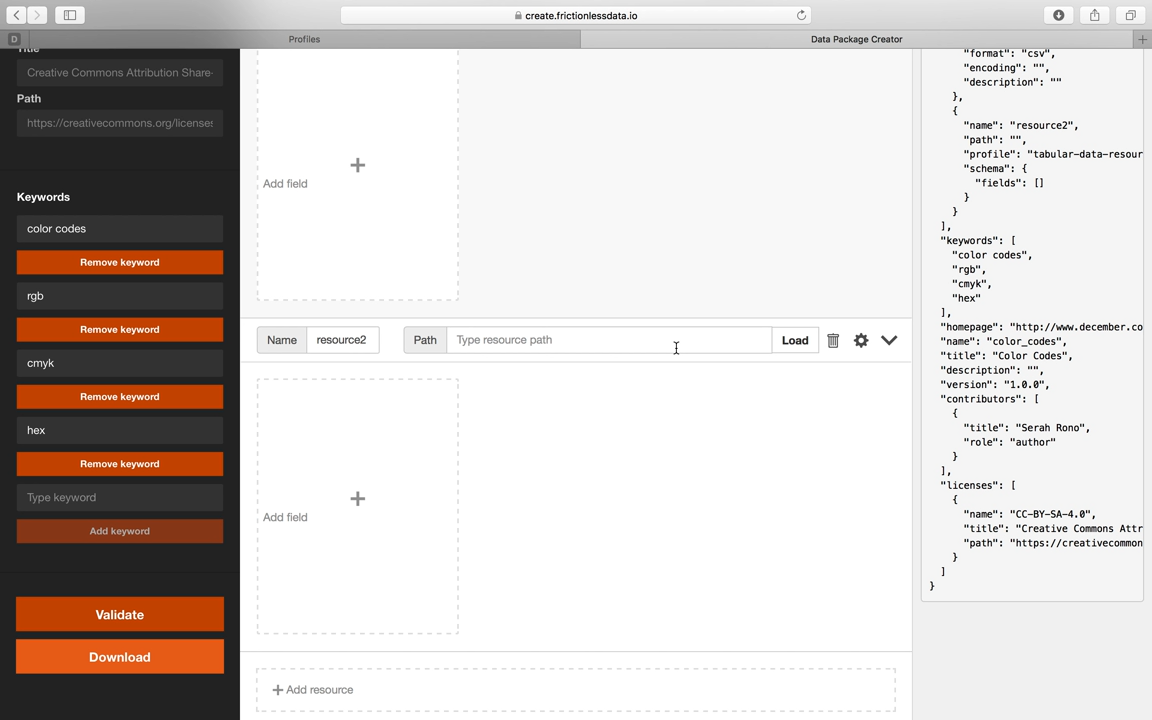 create.frictionlessdata.io
D
Profiles
Data Package Creator
Title
Creative Commons Attribution Share-
Path
https://creativecommons.org/licenses
Keywords
color codes
Remove keyword
rgb
Remove keyword
cmyk
Remove keyword
hex
Remove keyword
Type keyword
Add keyword
Validate
Download
Add field
Name
resource2
Path
Type resource path
Load
Add field
Add resource
"format": "csv",
"encoding": "",
"description": ""
},
{
"name": "resource2",
"path": "",
"profile": "tabular-data-resour
"schema": {
"fields": []
}
}
],
"keywords": [
"color codes",
"rgb",
"cmyk",
"hex"
],
"homepage": "http://www.december.co
"name": "color_codes",
"title": "Color Codes",
"description": "",
"version": "1.0.0",
"contributors": [
{
"title": "Serah Rono",
"role": "author"
}
],
"licenses": [
{
"name": "CC-BY-SA-4.0",
"title": "Creative Commons Attr
"path": "https://creativecommon
}
]
}